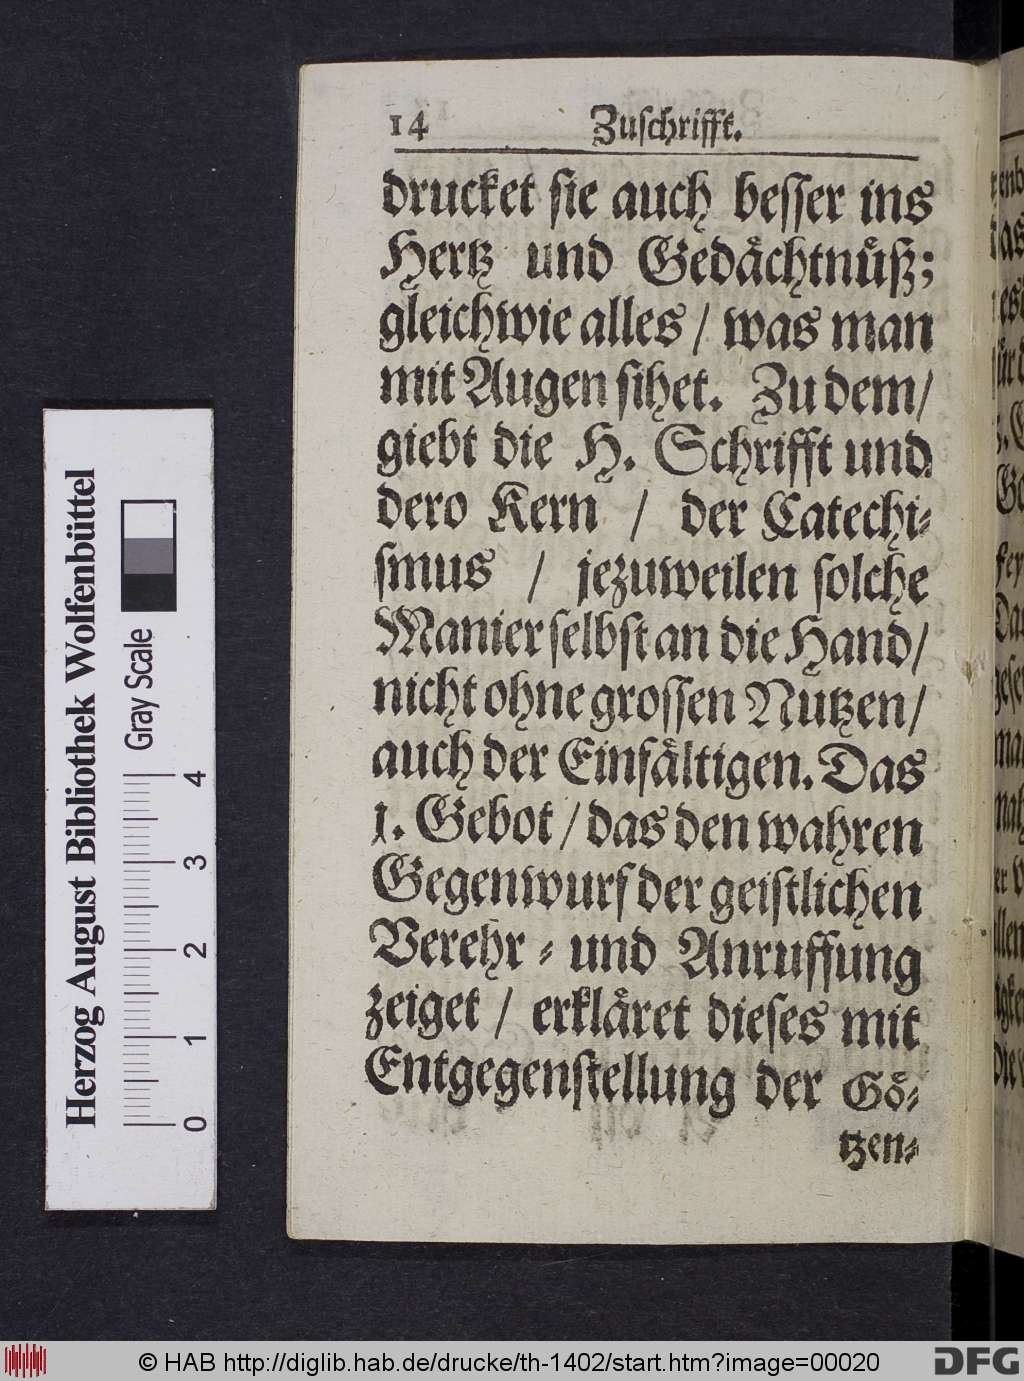 14 Zuschrifft.
drucket sie auch besser ins
Hertz und Gedächtnüß;
gleichwie alles / was man
mit Augen sihet. Zu dem /
giebt die H. Schrifft und
dero Kern / der Catechi-
smus / jezuweilen solche
Manier selbst an die Hand /
nicht ohne grossen Nutzen /
auch der Einfältigen. Das
1. Gebot / das den wahren
Gegenwurf der geistlichen
Verehr- und Anruffung
zeiget / erkläret dieses mit
Entgegenstellung der Gö-
tzen-
Herzog August Bibliothek Wolfenbüttel
Gray Scale
0 1 2 3 4
© HAB http://diglib.hab.de/drucke/th-1402/start.htm?image=00020
DFG